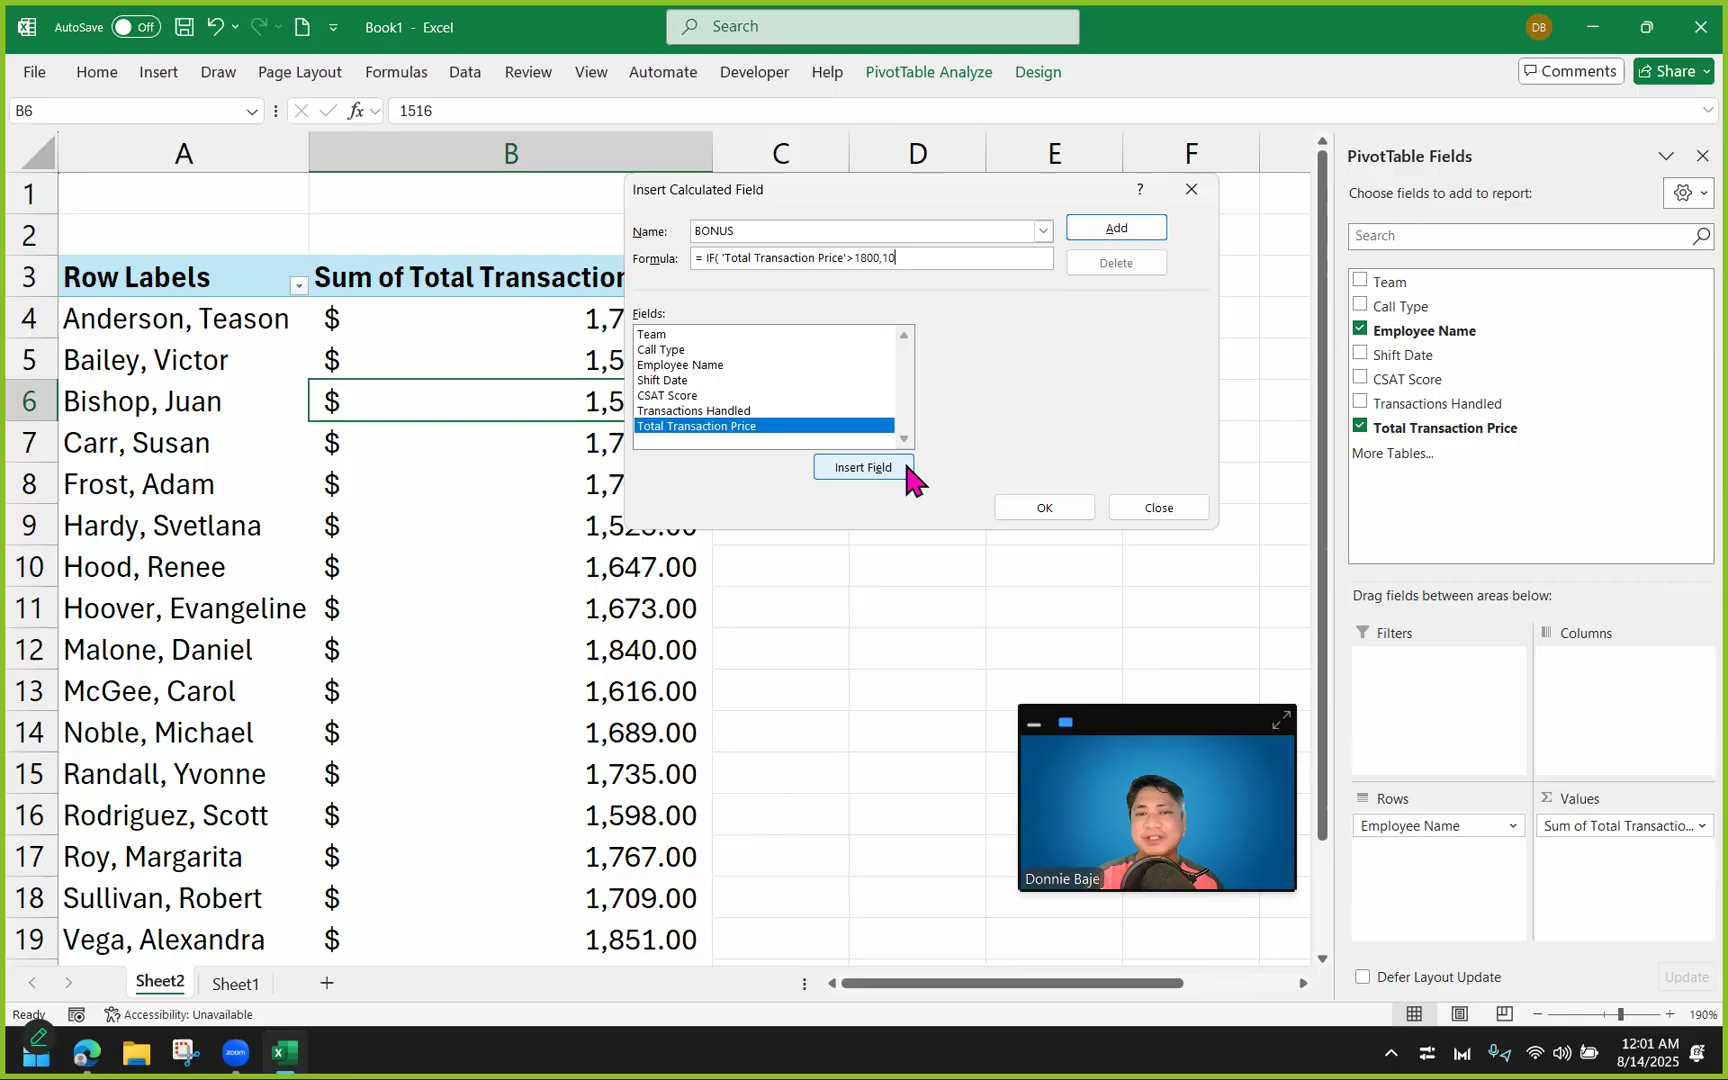 AutoSave Off Book1 - Excel Search DB
File Home Insert Draw Page Layout Formulas Data Review View Automate Developer Help PivotTable Analyze Design Comments Share
B6 fx 1516
A B C D E F
1
2
3 Row Labels Sum of Total Transaction
4 Anderson, Teason $ 1,7
5 Bailey, Victor $ 1,5
6 Bishop, Juan $ 1,5
7 Carr, Susan $ 1,7
8 Frost, Adam $ 1,7
9 Hardy, Svetlana $
10 Hood, Renee $ 1,647.00
11 Hoover, Evangeline $ 1,673.00
12 Malone, Daniel $ 1,840.00
13 McGee, Carol $ 1,616.00
14 Noble, Michael $ 1,689.00
15 Randall, Yvonne $ 1,735.00
16 Rodriguez, Scott $ 1,598.00
17 Roy, Margarita $ 1,767.00
18 Sullivan, Robert $ 1,709.00
19 Vega, Alexandra $ 1,851.00
Insert Calculated Field ?
Name: BONUS Add
Formula: = IF( 'Total Transaction Price'>1800,10 Delete
Fields:
Team
Call Type
Employee Name
Shift Date
CSAT Score
Transactions Handled
Total Transaction Price
Insert Field
OK Close
Donnie Baje
PivotTable Fields
Choose fields to add to report:
Search
Team
Call Type
Employee Name
Shift Date
CSAT Score
Transactions Handled
Total Transaction Price
More Tables...
Drag fields between areas below:
Filters Columns
Rows Σ Values
Employee Name Sum of Total Transactio...
Defer Layout Update Update
Sheet2 Sheet1 +
Ready Accessibility: Unavailable 190%
zoom
12:01 AM
8/14/2025